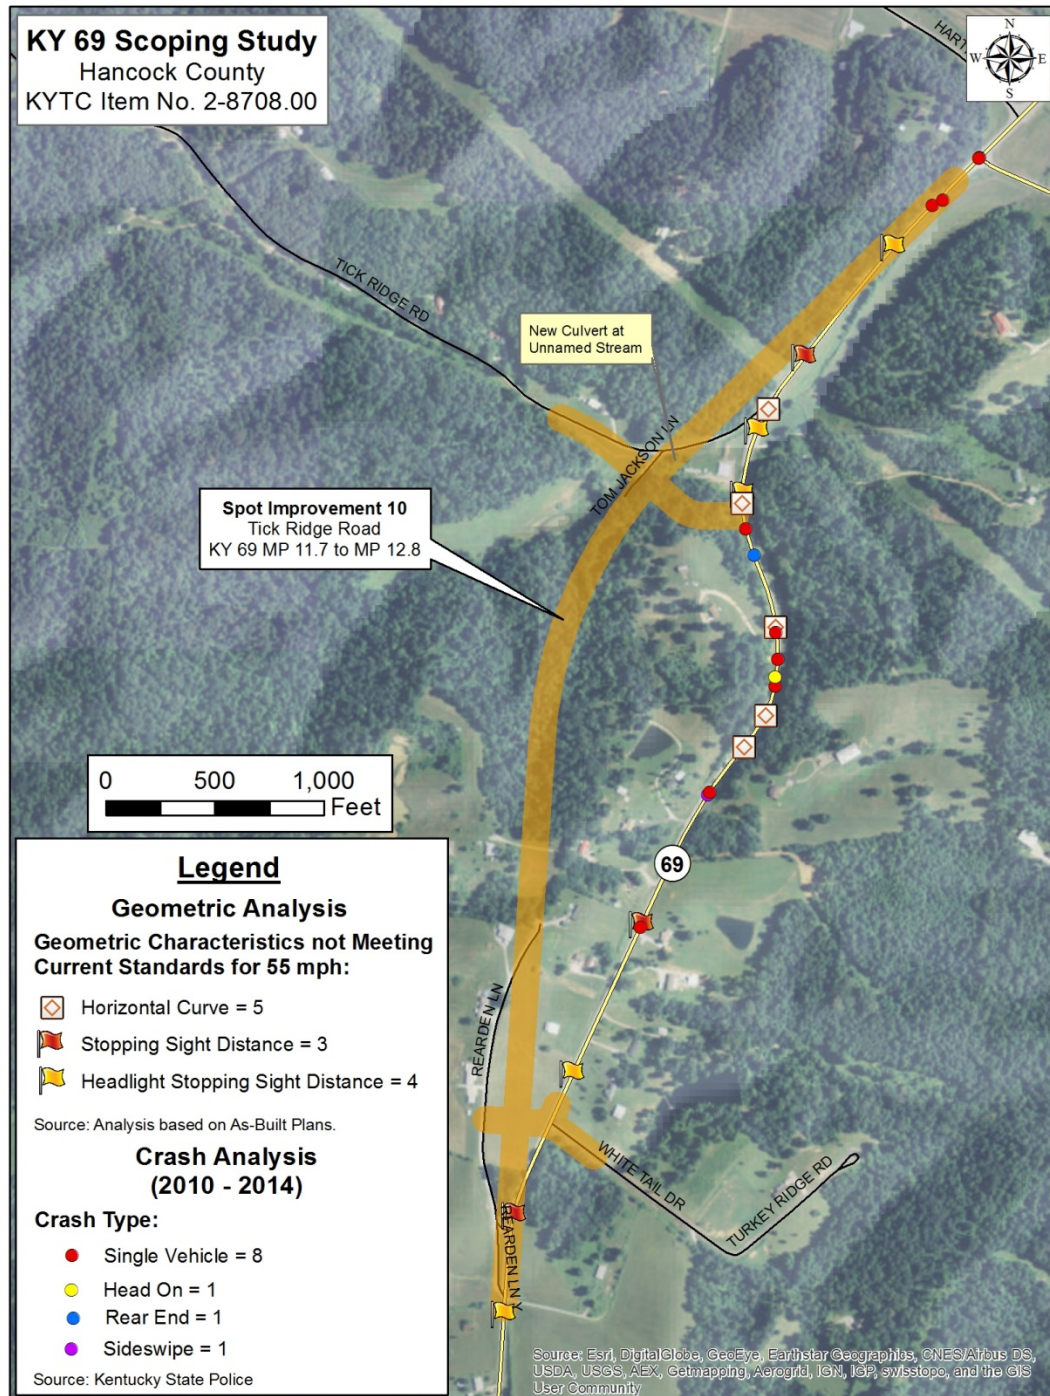 KY 69 Scoping Study
Hancock County
KYTC Item No. 2-8708.00
HART
N
W
E
S
TICK RIDGE RD
New Culvert at
Unnamed Stream
TOM JACKSON LN
Spot Improvement 10
Tick Ridge Road
KY 69 MP 11.7 to MP 12.8
0 500 1,000
Feet
69
REARDEN LN
WHITE TAIL DR
TURKEY RIDGE RD
REARDEN LN Y
Legend
Geometric Analysis
Geometric Characteristics not Meeting
Current Standards for 55 mph:
Horizontal Curve = 5
Stopping Sight Distance = 3
Headlight Stopping Sight Distance = 4
Source: Analysis based on As-Built Plans.
Crash Analysis
(2010 - 2014)
Crash Type:
Single Vehicle = 8
Head On = 1
Rear End = 1
Sideswipe = 1
Source: Kentucky State Police
Source: Esri, DigitalGlobe, GeoEye, Earthstar Geographics, CNES/Airbus DS,
USDA, USGS, AEX, Getmapping, Aerogrid, IGN, IGP, swisstopo, and the GIS
User Community